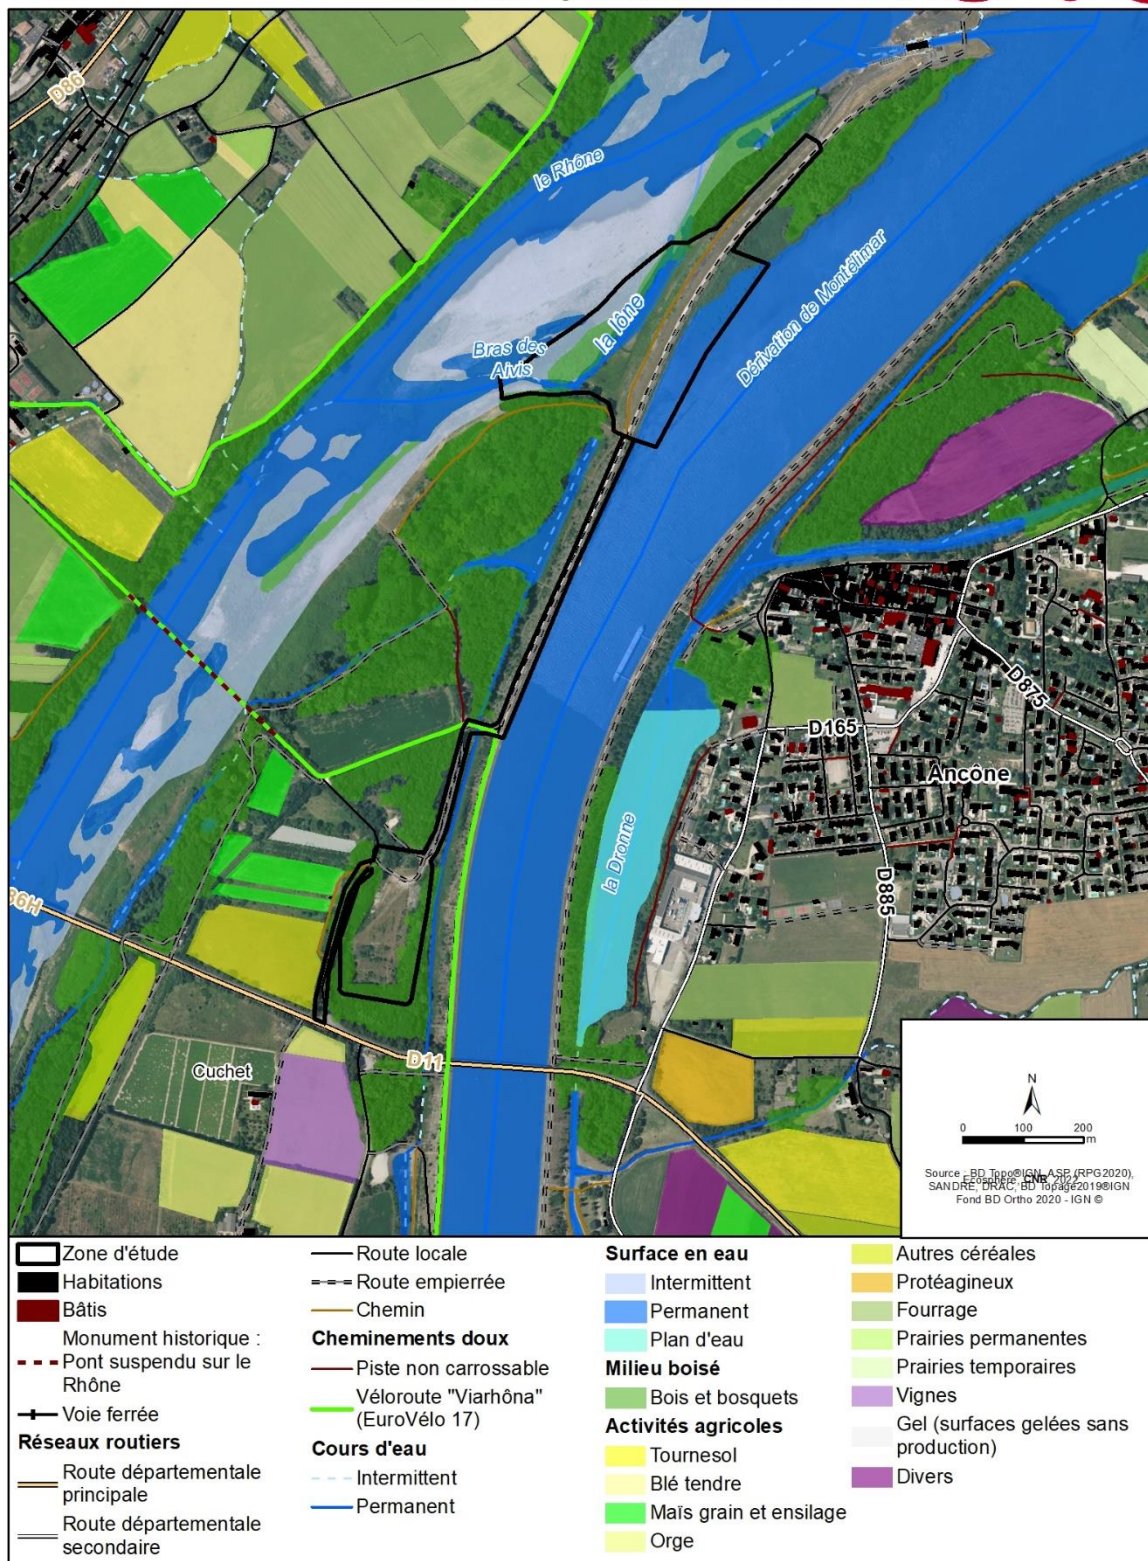 D86
le Rhône
la lône
Bras des
Aivis
Dérivation de Montélimar
D875
D165
Ancône
la Dronne
D885
86H
D11
Cuchet
N
0 100 200
m
Source : BD Topo®IGN, ASP (RPG2020),
Ecosphère, CNR, 2022
SANDRE, DRAC, BD Topage2019®IGN
Fond BD Ortho 2020 - IGN ©
Zone d'étude
Habitations
Bâtis
Monument historique :
Pont suspendu sur le
Rhône
Voie ferrée
Réseaux routiers
Route départementale
principale
Route départementale
secondaire
Route locale
Route empierrée
Chemin
Cheminements doux
Piste non carrossable
Véloroute "Viarhôna"
(EuroVélo 17)
Cours d'eau
Intermittent
Permanent
Surface en eau
Intermittent
Permanent
Plan d'eau
Milieu boisé
Bois et bosquets
Activités agricoles
Tournesol
Blé tendre
Maïs grain et ensilage
Orge
Autres céréales
Protéagineux
Fourrage
Prairies permanentes
Prairies temporaires
Vignes
Gel (surfaces gelées sans
production)
Divers